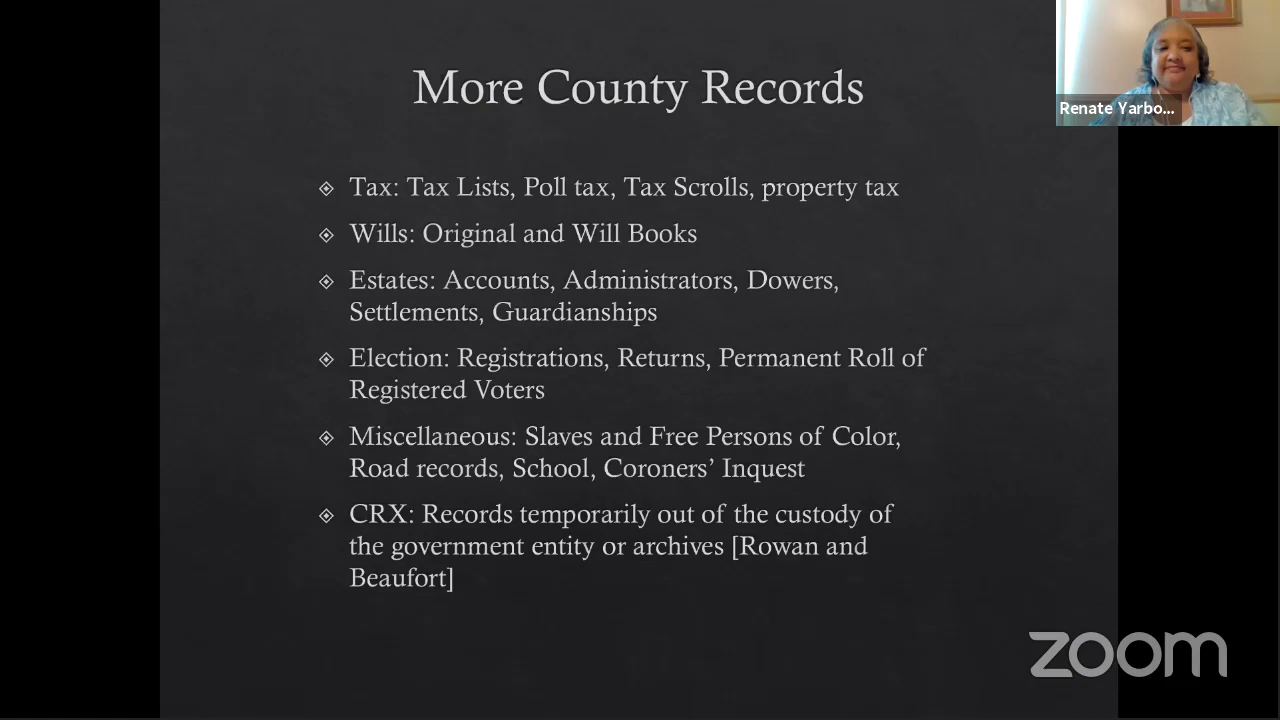 More County Records
Renate Yarbo...
Tax: Tax Lists, Poll tax, Tax Scrolls, property tax
Wills: Original and Will Books
Estates: Accounts, Administrators, Dowers,
Settlements, Guardianships
Election: Registrations, Returns, Permanent Roll of
Registered Voters
Miscellaneous: Slaves and Free Persons of Color,
Road records, School, Coroners’ Inquest
CRX: Records temporarily out of the custody of
the government entity or archives [Rowan and
Beaufort]
zoom